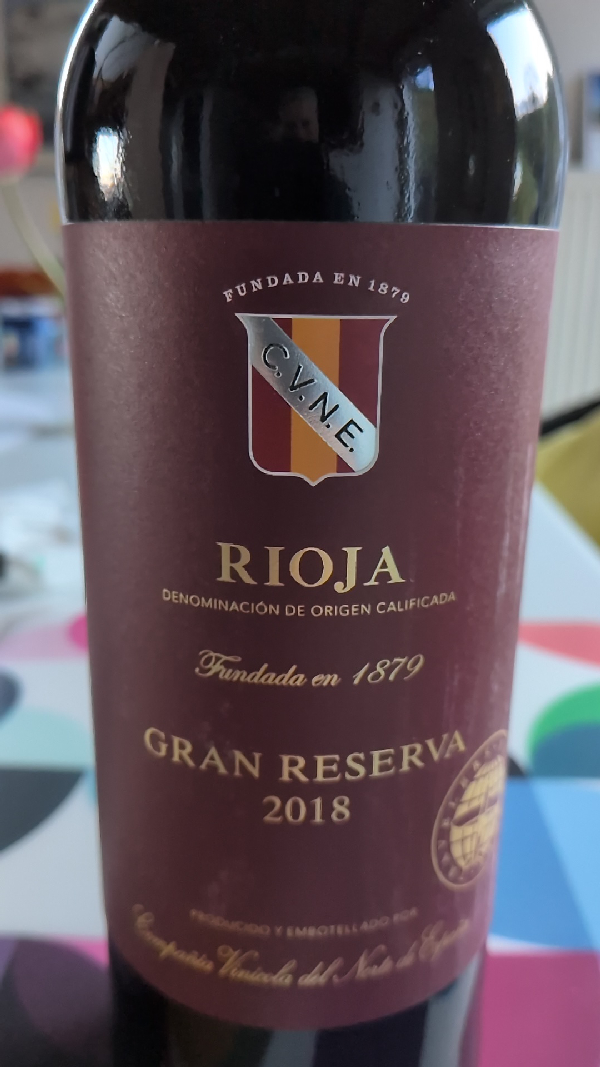 FUNDADA EN 1879
C.V.N.E.
RIOJA
DENOMINACIÓN DE ORIGEN CALIFICADA
Fundada en 1879
GRAN RESERVA
2018
PRODUCIDO Y EMBOTELLADO POR
Compañía Vinícola del Norte de España